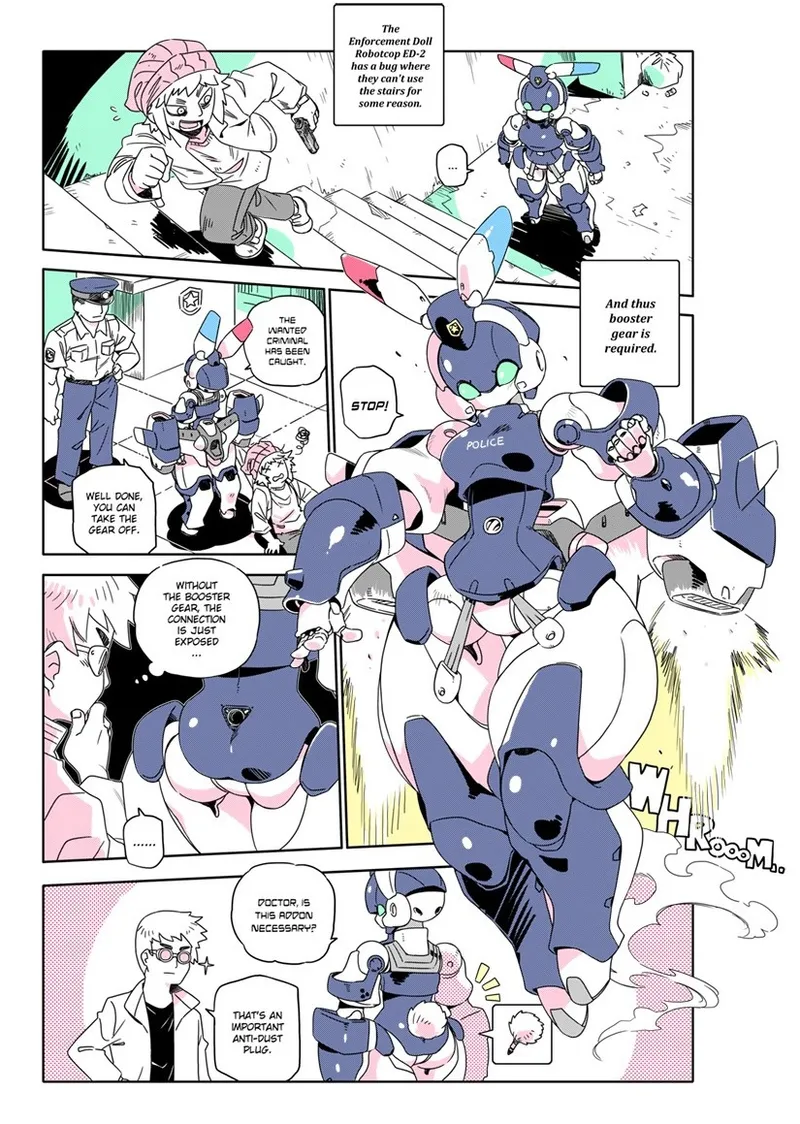 The
Enforcement Doll
Robotcop ED-2
has a bug where
they can't use
the stairs for
some reason.
...
And thus
booster
gear is
required.
STOP!
POLICE
WHROOOM..
THE
WANTED
CRIMINAL
HAS BEEN
CAUGHT.
WELL DONE,
YOU CAN
TAKE THE
GEAR OFF.
WITHOUT
THE BOOSTER
GEAR, THE
CONNECTION
IS JUST
EXPOSED
...
......
DOCTOR, IS
THIS ADDON
NECESSARY?
THAT'S AN
IMPORTANT
ANTI-DUST
PLUG.